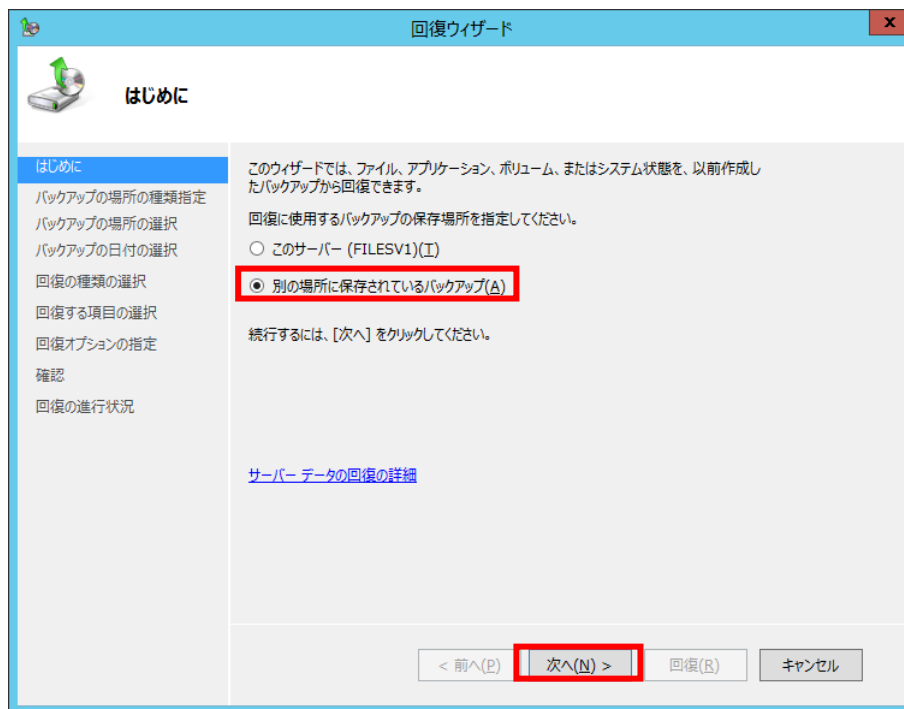 回復ウィザード
x
はじめに
はじめに
バックアップの場所の種類指定
バックアップの場所の選択
バックアップの日付の選択
回復の種類の選択
回復する項目の選択
回復オプションの指定
確認
回復の進行状況
このウィザードでは、ファイル、アプリケーション、ボリューム、またはシステム状態を、以前作成し
たバックアップから回復できます。
回復に使用するバックアップの保存場所を指定してください。
このサーバー (FILESV1)(T)
別の場所に保存されているバックアップ(A)
続行するには、[次へ] をクリックしてください。
サーバー データの回復の詳細
< 前へ(P)
次へ(N) >
回復(R)
キャンセル